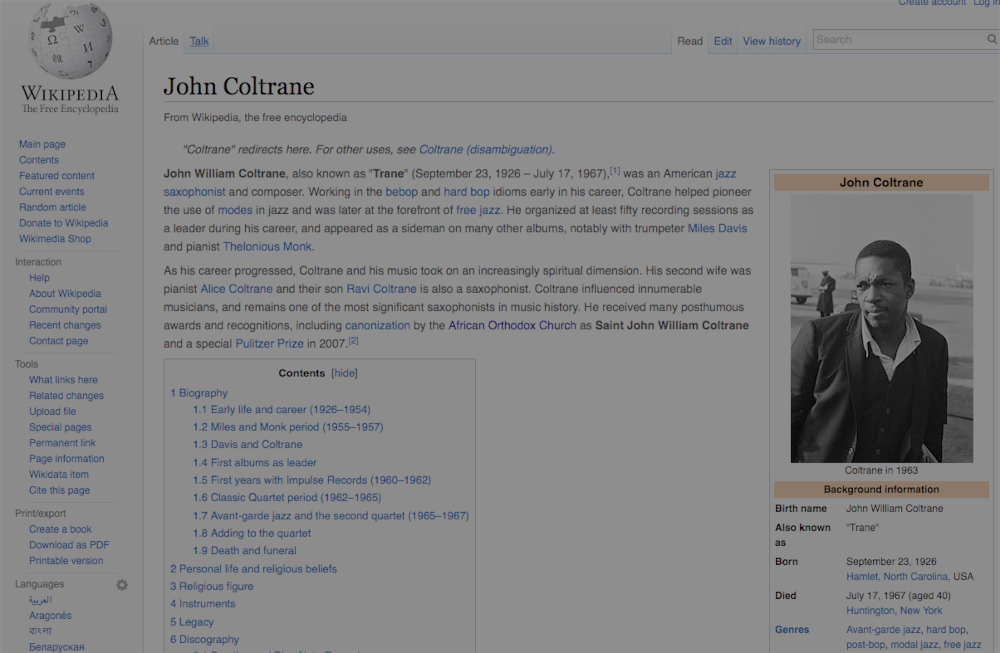 Create account Log in
WIKIPEDIA
The Free Encyclopedia
Main page
Contents
Featured content
Current events
Random article
Donate to Wikipedia
Wikimedia Shop
Interaction
Help
About Wikipedia
Community portal
Recent changes
Contact page
Tools
What links here
Related changes
Upload file
Special pages
Permanent link
Page information
Wikidata item
Cite this page
Print/export
Create a book
Download as PDF
Printable version
Languages
العربية
Aragonés
বাংলা
Беларуская
Article Talk
Read Edit View history Search
John Coltrane
From Wikipedia, the free encyclopedia
"Coltrane" redirects here. For other uses, see Coltrane (disambiguation).
John William Coltrane, also known as "Trane" (September 23, 1926 – July 17, 1967),[1] was an American jazz
saxophonist and composer. Working in the bebop and hard bop idioms early in his career, Coltrane helped pioneer
the use of modes in jazz and was later at the forefront of free jazz. He organized at least fifty recording sessions as
a leader during his career, and appeared as a sideman on many other albums, notably with trumpeter Miles Davis
and pianist Thelonious Monk.
As his career progressed, Coltrane and his music took on an increasingly spiritual dimension. His second wife was
pianist Alice Coltrane and their son Ravi Coltrane is also a saxophonist. Coltrane influenced innumerable
musicians, and remains one of the most significant saxophonists in music history. He received many posthumous
awards and recognitions, including canonization by the African Orthodox Church as Saint John William Coltrane
and a special Pulitzer Prize in 2007.[2]
Contents [hide]
1 Biography
1.1 Early life and career (1926–1954)
1.2 Miles and Monk period (1955–1957)
1.3 Davis and Coltrane
1.4 First albums as leader
1.5 First years with Impulse Records (1960–1962)
1.6 Classic Quartet period (1962–1965)
1.7 Avant-garde jazz and the second quartet (1965–1967)
1.8 Adding to the quartet
1.9 Death and funeral
2 Personal life and religious beliefs
3 Religious figure
4 Instruments
5 Legacy
6 Discography
John Coltrane
Coltrane in 1963
Background information
Birth name John William Coltrane
Also known "Trane"
as
Born September 23, 1926
Hamlet, North Carolina, USA
Died July 17, 1967 (aged 40)
Huntington, New York
Genres Avant-garde jazz, hard bop,
post-bop, modal jazz, free jazz